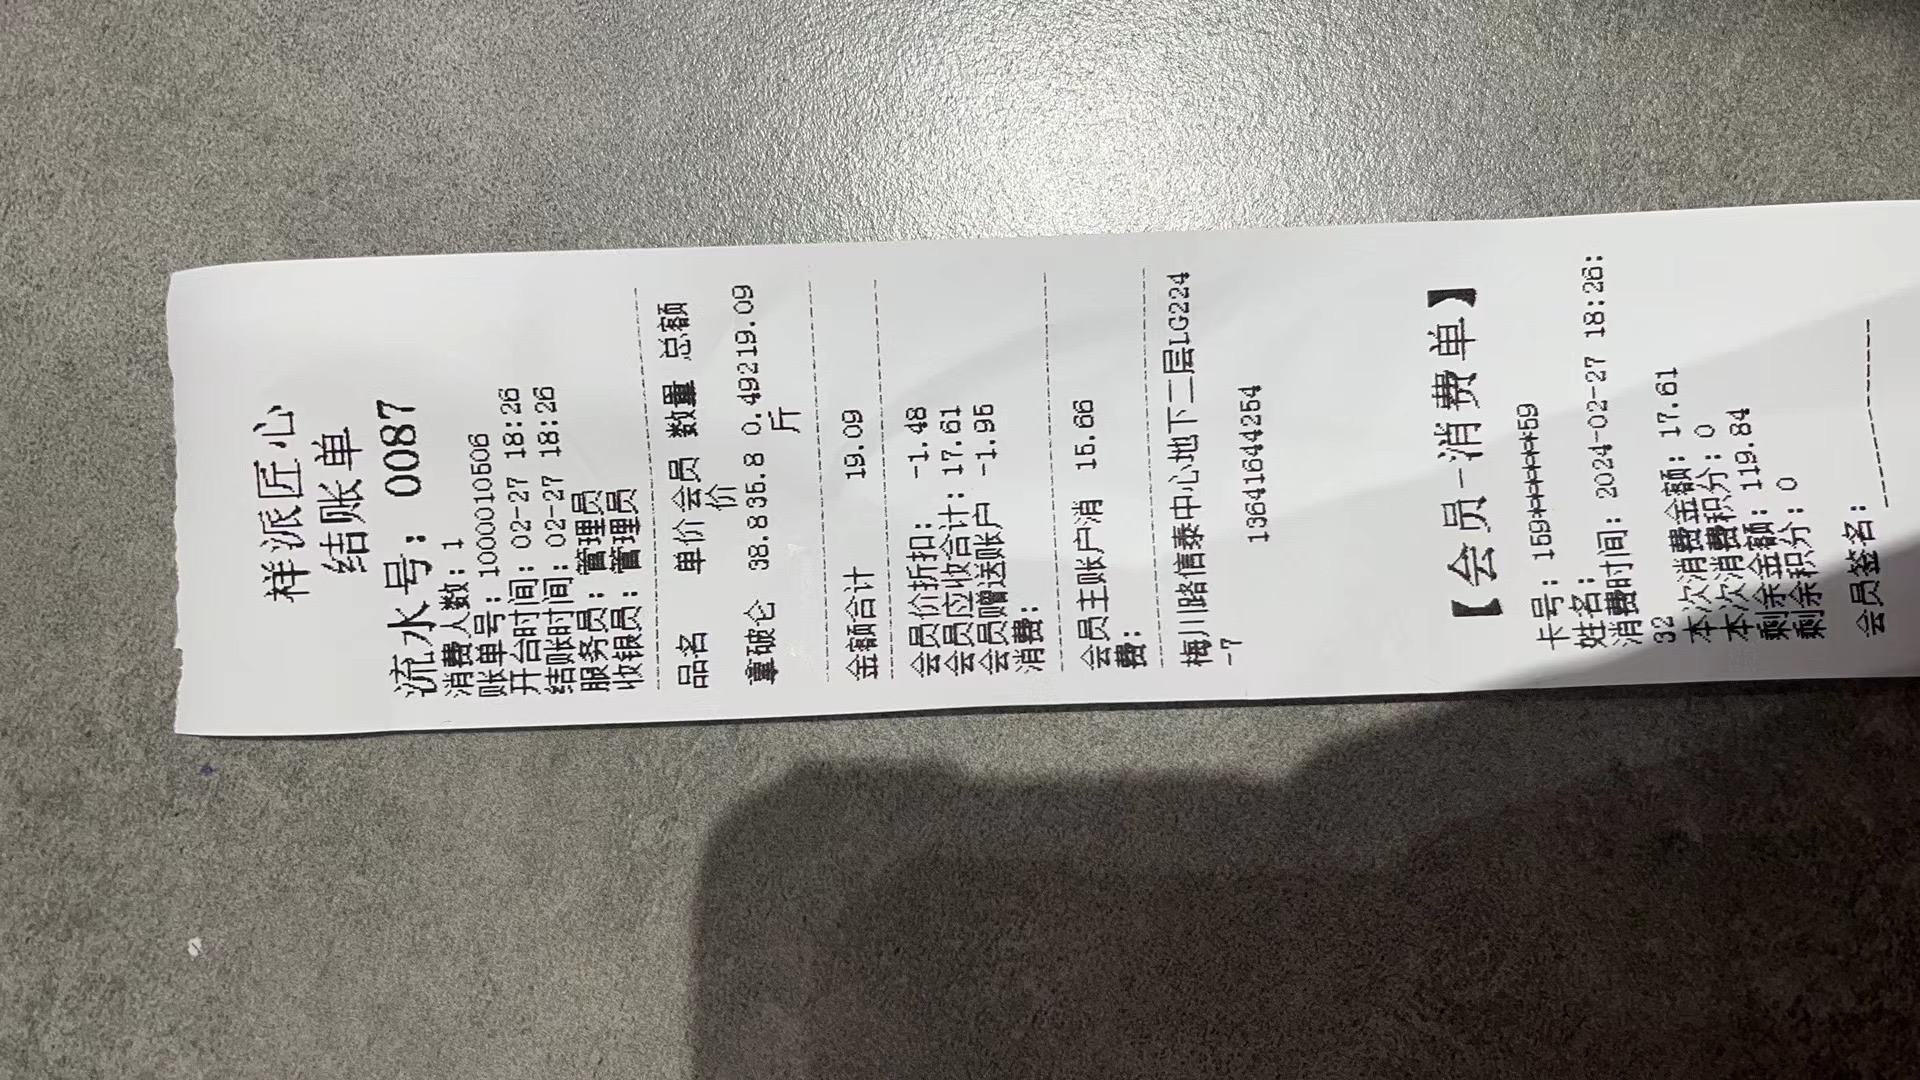 祥派匠心
结账单
流水号：0087
消费人数：1
账单号：1000010506
开台时间：02-27 18:26
结账时间：02-27 18:26
服务员：管理员
收银员：管理员
品名 单价 会员 数量 总额
价
拿破仑 38.8 35.8 0.492 19.09
斤
金额合计 19.09
会员价折扣： -1.48
会员应收合计：17.61
会员赠送账户 -1.95
消费：
会员主账户消 15.66
费：
梅川路信泰中心地下二层LG224
-7
13641644254
【会员-消费单】
卡号：159******59
姓名：
消费时间：2024-02-27 18:26:
32
本次消费金额：17.61
本次消费积分：0
剩余金额：119.84
剩余积分：0
会员签名：